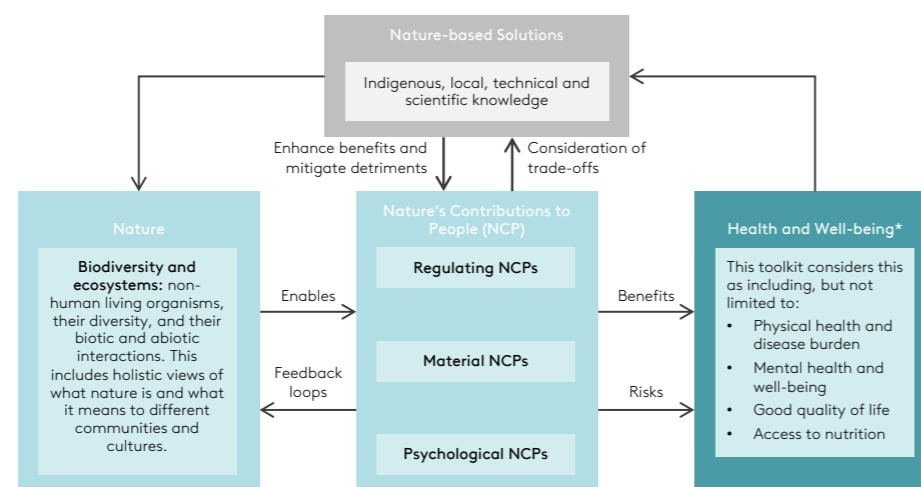 Nature-based Solutions
Indigenous, local, technical and
scientific knowledge
Enhance benefits and
mitigate detriments
Consideration of
trade-offs
Nature
Biodiversity and
ecosystems: non-
human living organisms,
their diversity, and their
biotic and abiotic
interactions. This
includes holistic views of
what nature is and what
it means to different
communities and
cultures.
Enables
Feedback
loops
Nature's Contributions to
People (NCP)
Regulating NCPs
Material NCPs
Psychological NCPs
Benefits
Risks
Health and Well-being*
This toolkit considers this
as including, but not
limited to:
• Physical health and
disease burden
• Mental health and
well-being
• Good quality of life
• Access to nutrition